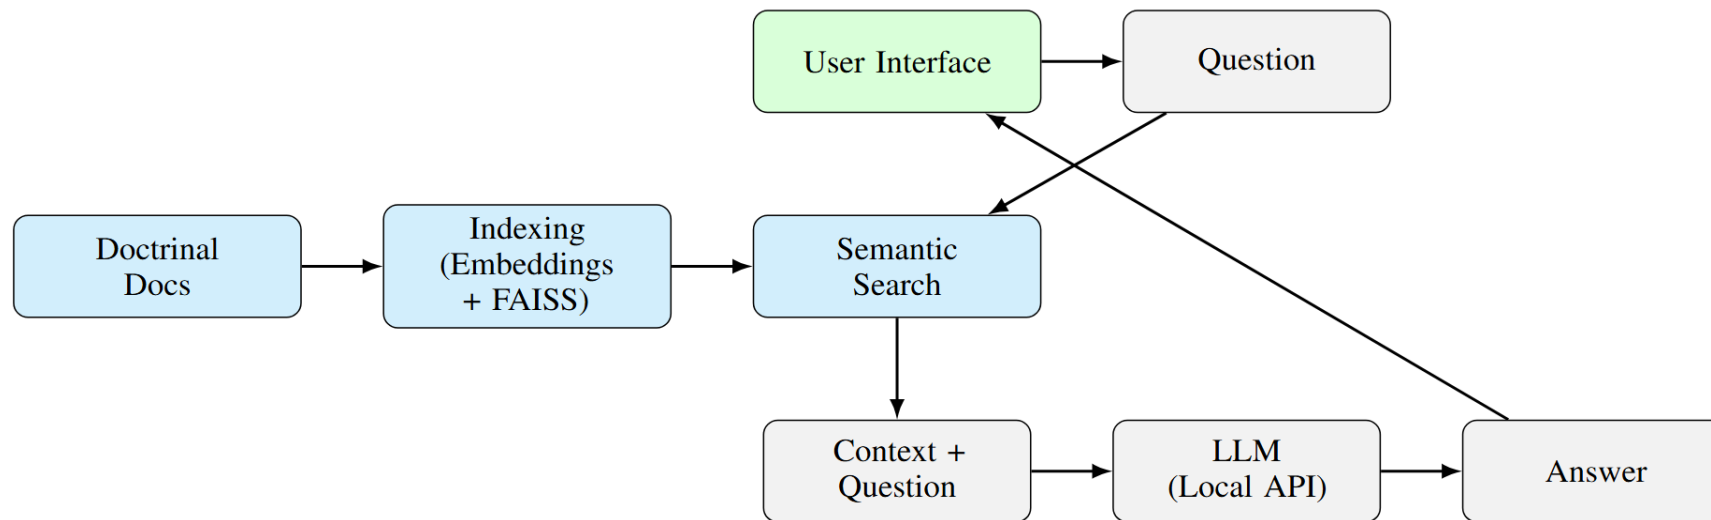 User Interface
Question
Doctrinal
Docs
Indexing
(Embeddings
+ FAISS)
Semantic
Search
Context +
Question
LLM
(Local API)
Answer